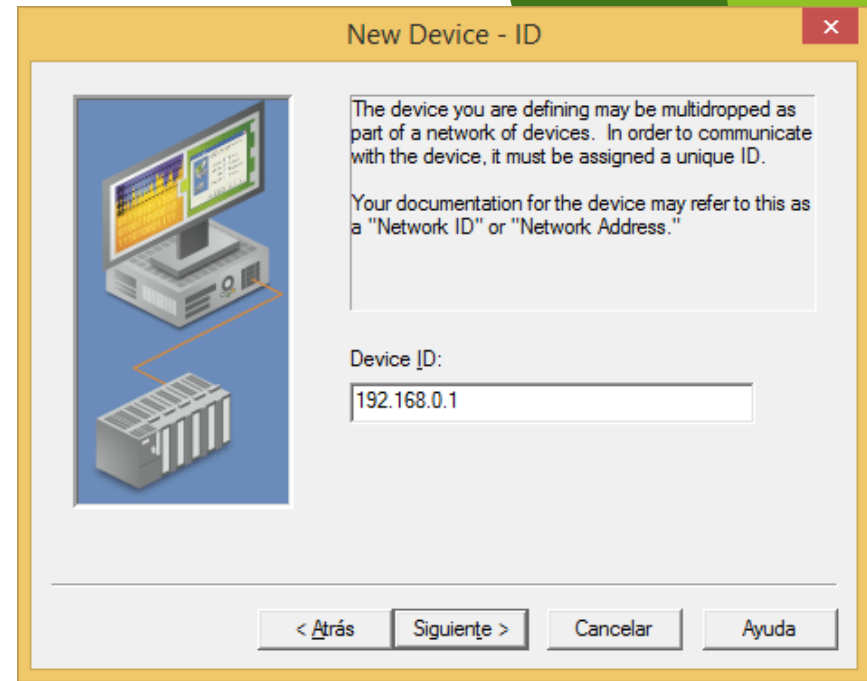 New Device - ID
The device you are defining may be multidropped as
part of a network of devices. In order to communicate
with the device, it must be assigned a unique ID.
Your documentation for the device may refer to this as
a "Network ID" or "Network Address."
Device ID:
192.168.0.1
< Atrás
Siguiente >
Cancelar
Ayuda